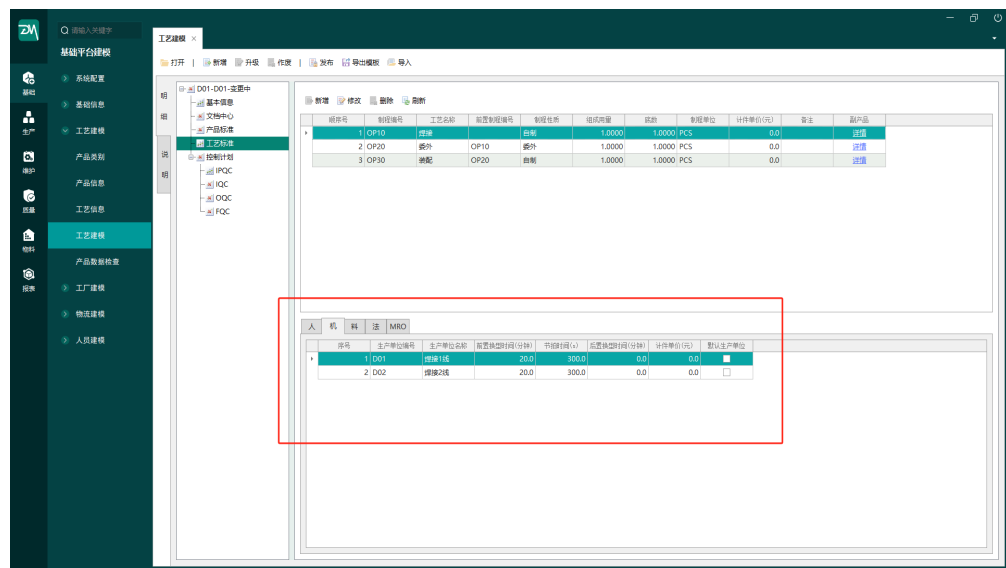 DM
请输入关键字
基础平台建模
基础
生产
维护
质量
物料
报表
系统配置
基础信息
工艺建模
产品类别
产品信息
工艺信息
工艺建模
产品数据检查
工厂建模
物流建模
人员建模
工艺建模 ×
打开 | 新增 升级 作废 | 发布 导出模板 导入
明细
说明
D01-D01-变更中
基本信息
文档中心
产品标准
工艺标准
控制计划
IPQC
IQC
OQC
FQC
新增 修改 删除 刷新
顺序号 制程编号 工艺名称 前置制程编号 制程性质 组成用量 底数 制程单位 计件单价(元) 备注 副产品
1 OP10 焊接 自制 1.0000 1.0000 PCS 0.0 详情
2 OP20 委外 OP10 委外 1.0000 1.0000 PCS 0.0 详情
3 OP30 装配 OP20 自制 1.0000 1.0000 PCS 0.0 详情
人 机 料 法 MRO
序号 生产单位编号 生产单位名称 前置换型时间(分钟) 节拍时间(s) 后置换型时间(分钟) 计件单价(元) 默认生产单位
1 D01 焊接1线 20.0 300.0 0.0 0.0
2 D02 焊接2线 20.0 300.0 0.0 0.0